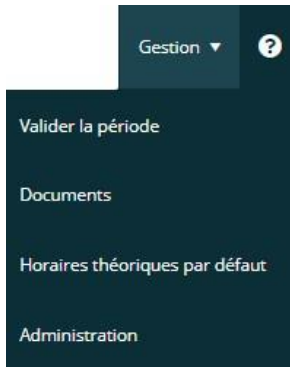 Gestion ▼ ?
Valider la période
Documents
Horaires théoriques par défaut
Administration